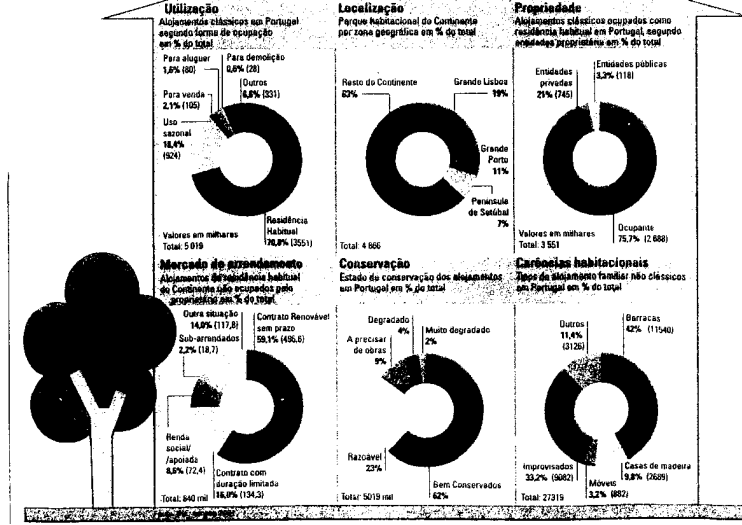 Utilização
Alojamentos clássicos em Portugal
segundo forma de ocupação
em % do total
Para aluguer
1,6% (80)
Para demolição
0,6% (28)
Outros
6,6% (331)
Para venda
2,1% (105)
Uso
sazonal
18,4%
(924)
Residência
Habitual
70,8% (3551)
Valores em milhares
Total: 5 019
Localização
Parque habitacional do Continente
por zona geográfica em % do total
Resto do Continente
63%
Grande Lisboa
19%
Grande
Porto
11%
Península
de Setúbal
7%
Total: 4 866
Propriedade
Alojamentos clássicos ocupados como
residência habitual em Portugal, segundo
entidades proprietária em % do total
Entidades
privadas
21% (745)
Entidades públicas
3,3% (118)
Ocupante
75,7% (2 688)
Valores em milhares
Total: 3 551
Mercado de arrendamento
Alojamentos de residência habitual
do Continente não ocupados pelo
proprietário em % do total
Outra situação
14,0% (117,8)
Sub-arrendados
2,2% (18,7)
Contrato Renovável
sem prazo
59,1% (496,6)
Renda
social/
/apoiada
8,6% (72,4)
Contrato com
duração limitada
16,0% (134,3)
Total: 840 mil
Conservação
Estado de conservação dos alojamentos
em Portugal em % do total
Degradado
4%
Muito degradado
2%
A precisar
de obras
9%
Razoável
23%
Bem Conservados
62%
Total: 5019 mil
Carências habitacionais
Tipos de alojamento familiar não clássicos
em Portugal em % do total
Outros
11,4%
(3126)
Barracas
42% (11540)
Improvisados
33,2% (9082)
Móveis
3,2% (882)
Casas de madeira
9,8% (2689)
Total: 27319